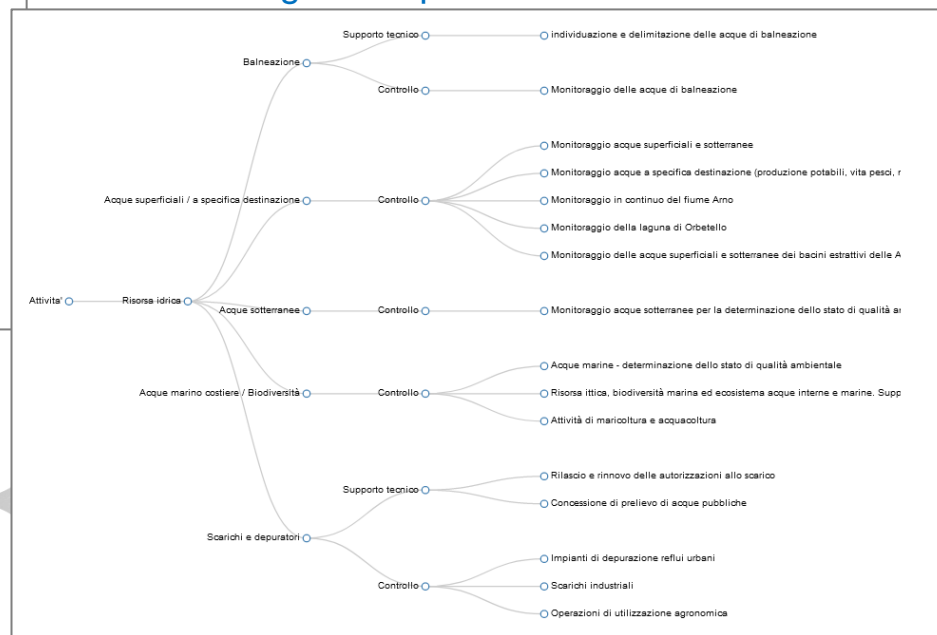 Supporto tecnico
individuazione e delimitazione delle acque di balneazione
Balneazione
Controllo
Monitoraggio delle acque di balneazione
Monitoraggio acque superficiali e sotterranee
Monitoraggio acque a specifica destinazione (produzione potabili, vita pesci,
Acque superficiali / a specifica destinazione
Controllo
Monitoraggio in continuo del fiume Arno
Monitoraggio della laguna di Orbetello
Monitoraggio delle acque superficiali e sotterranee dei bacini estrattivi delle
Attivita'
Risorsa idrica
Acque sotterranee
Controllo
Monitoraggio acque sotterranee per la determinazione dello stato di qualità
Acque marine - determinazione dello stato di qualità ambientale
Acque marino costiere / Biodiversità
Controllo
Risorsa ittica, biodiversità marina ed ecosistema acque interne e marine.
Attività di maricoltura e acquacoltura
Supporto tecnico
Rilascio e rinnovo delle autorizzazioni allo scarico
Concessione di prelievo di acque pubbliche
Scarichi e depuratori
Impianti di depurazione reflui urbani
Controllo
Scarichi industriali
Operazioni di utilizzazione agronomica